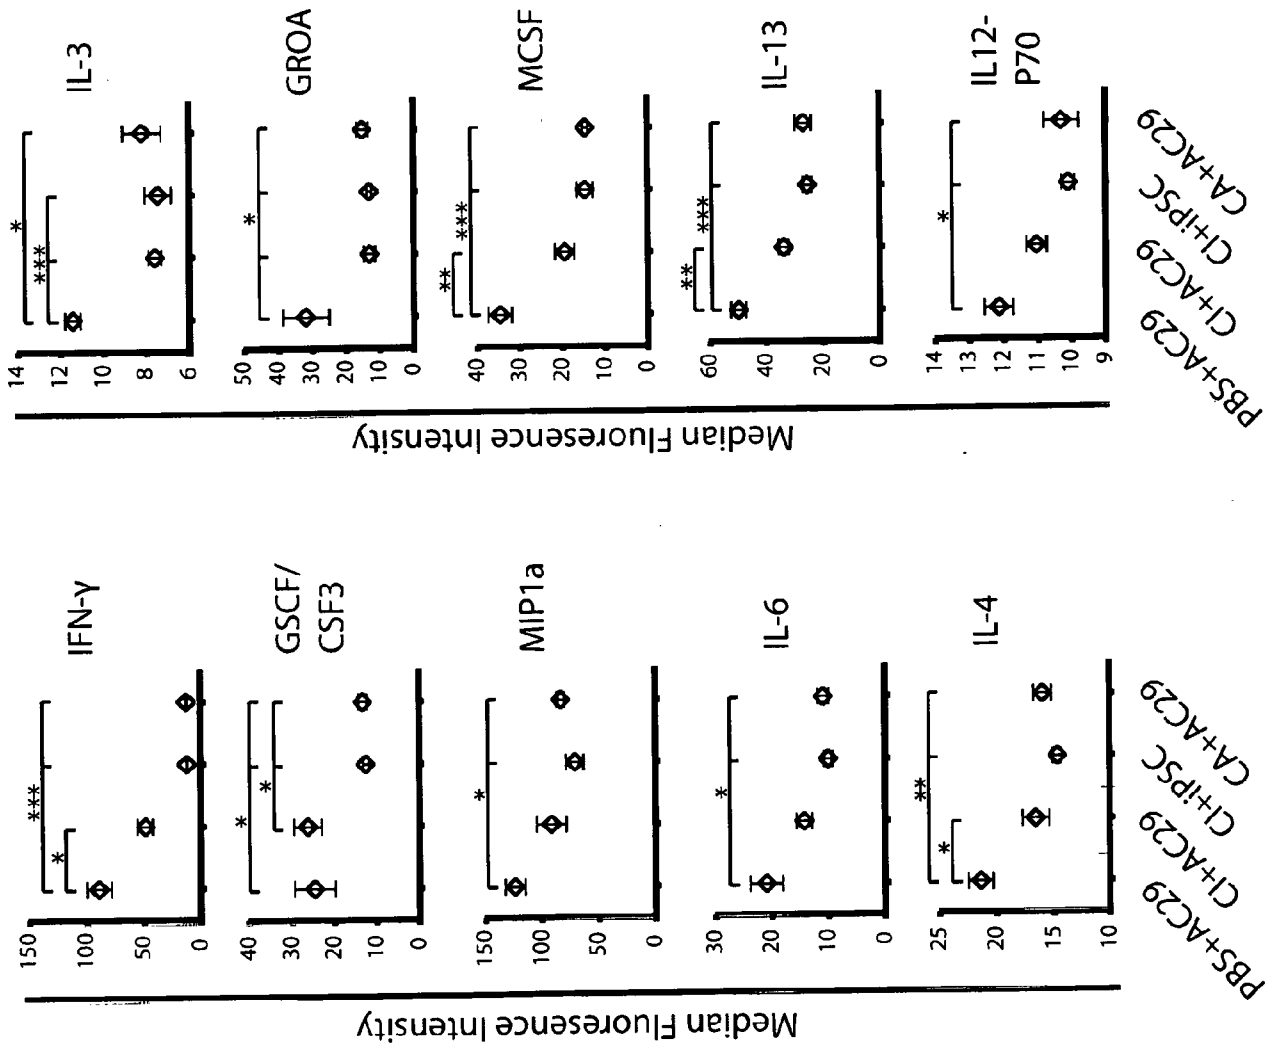 Median Fluoresence Intensity
IFN-γ
***
*
150
100
50
0
GSCF/
CSF3
*
*
40
30
20
10
0
MIP1a
*
150
100
50
0
IL-6
*
30
20
10
0
IL-4
**
*
25
20
15
10
PBS+AC29
CI+AC29
CI+iPSC
CA+AC29
Median Fluoresence Intensity
IL-3
*
***
14
12
10
8
6
GROA
*
50
40
30
20
10
0
MCSF
***
**
40
20
0
IL-13
***
**
60
40
20
0
IL12-
P70
*
14
13
12
11
10
9
PBS+AC29
CI+AC29
CI+iPSC
CA+AC29